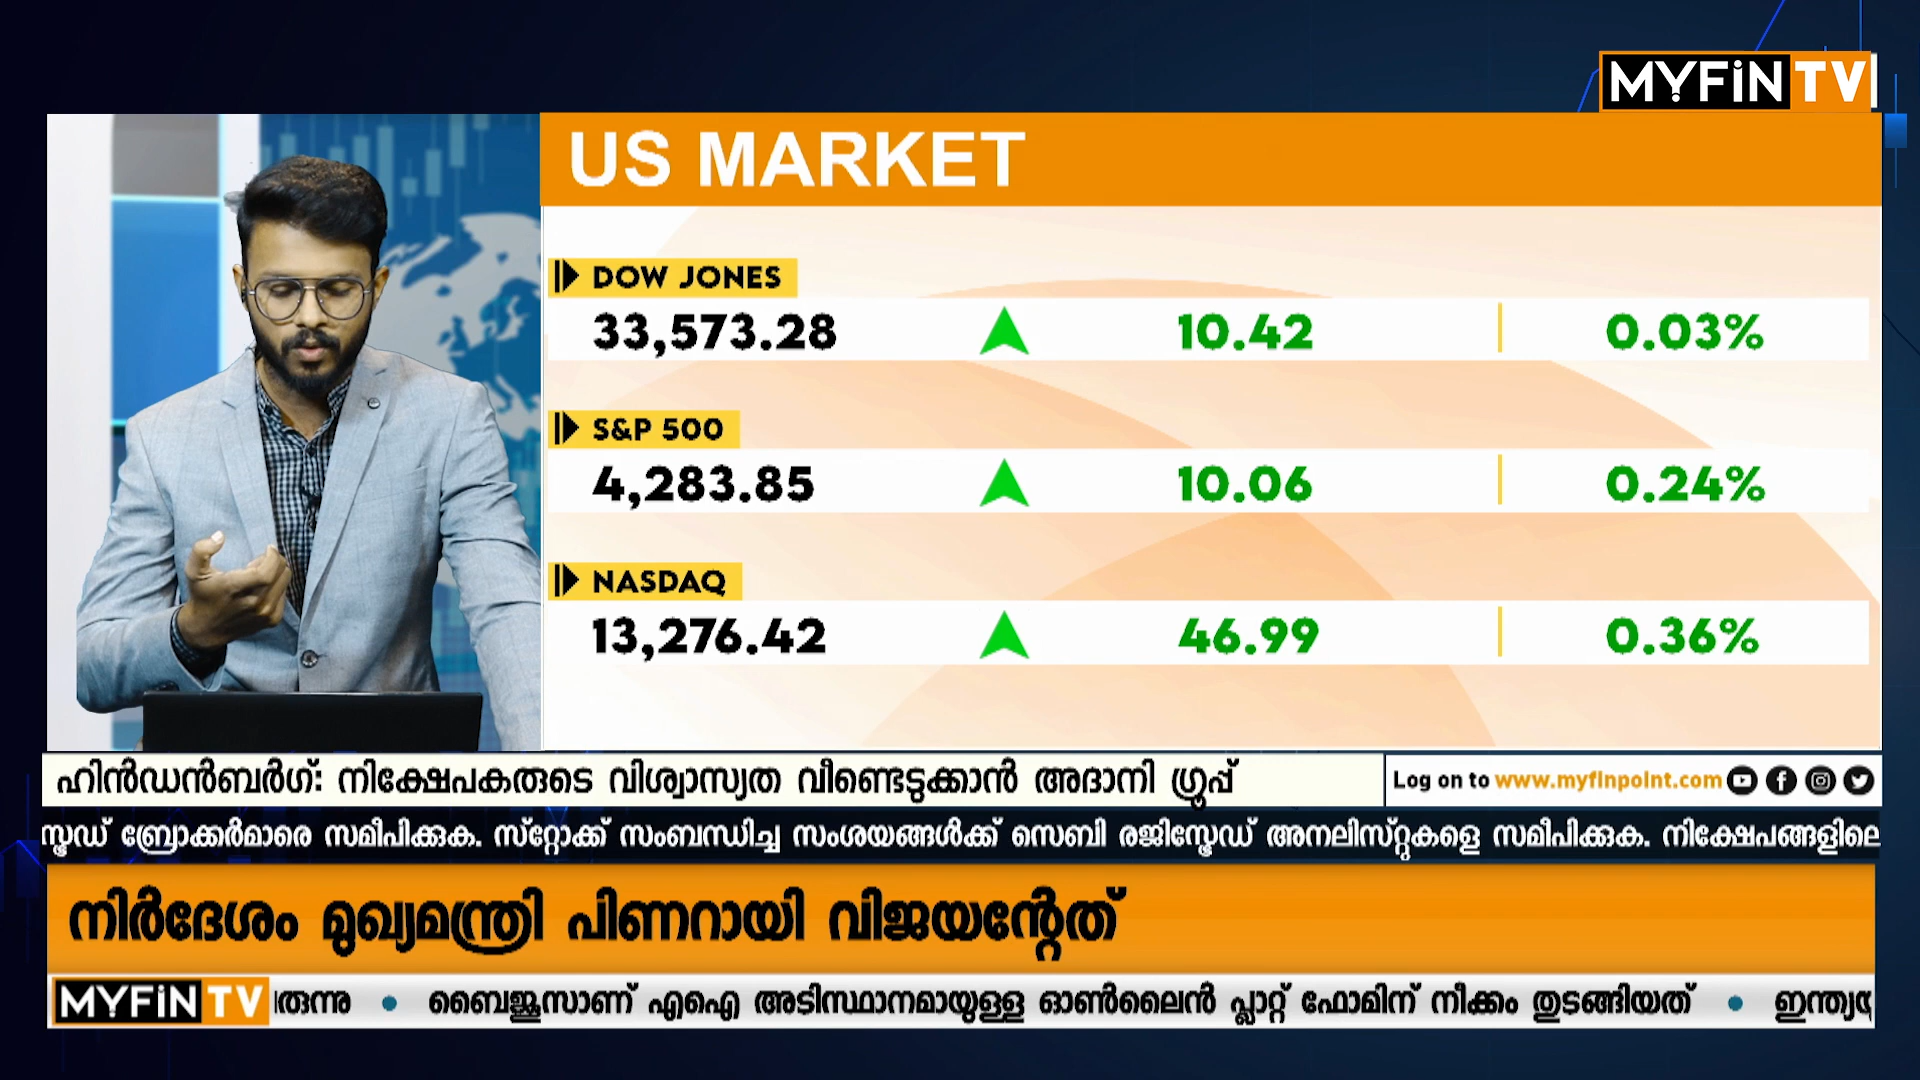 MYFiN TV
US MARKET
DOW JONES
33,573.28 10.42 0.03%
S&P 500
4,283.85 10.06 0.24%
NASDAQ
13,276.42 46.99 0.36%
ഹിൻഡൻബർഗ്: നിക്ഷേപകരുടെ വിശ്വാസ്യത വീണ്ടെടുക്കാൻ അദാനി ഗ്രൂപ്പ്
Log on to www.myfinpoint.com
സ്റ്റേഡ് ബ്രോക്കർമാരെ സമീപിക്കുക. സ്റ്റോക്ക് സംബന്ധിച്ച സംശയങ്ങൾക്ക് സെബി രജിസ്റ്റേഡ് അനലിസ്റ്റുകളെ സമീപിക്കുക. നിക്ഷേപങ്ങളിലെ
നിർദേശം മുഖ്യമന്ത്രി പിണറായി വിജയന്റേത്
MYFiN TV രുന്നു • ബൈജൂസാണ് എഐ അടിസ്ഥാനമായുള്ള ഓൺലൈൻ പ്ലാറ്റ് ഫോമിന് നീക്കം തുടങ്ങിയത് •